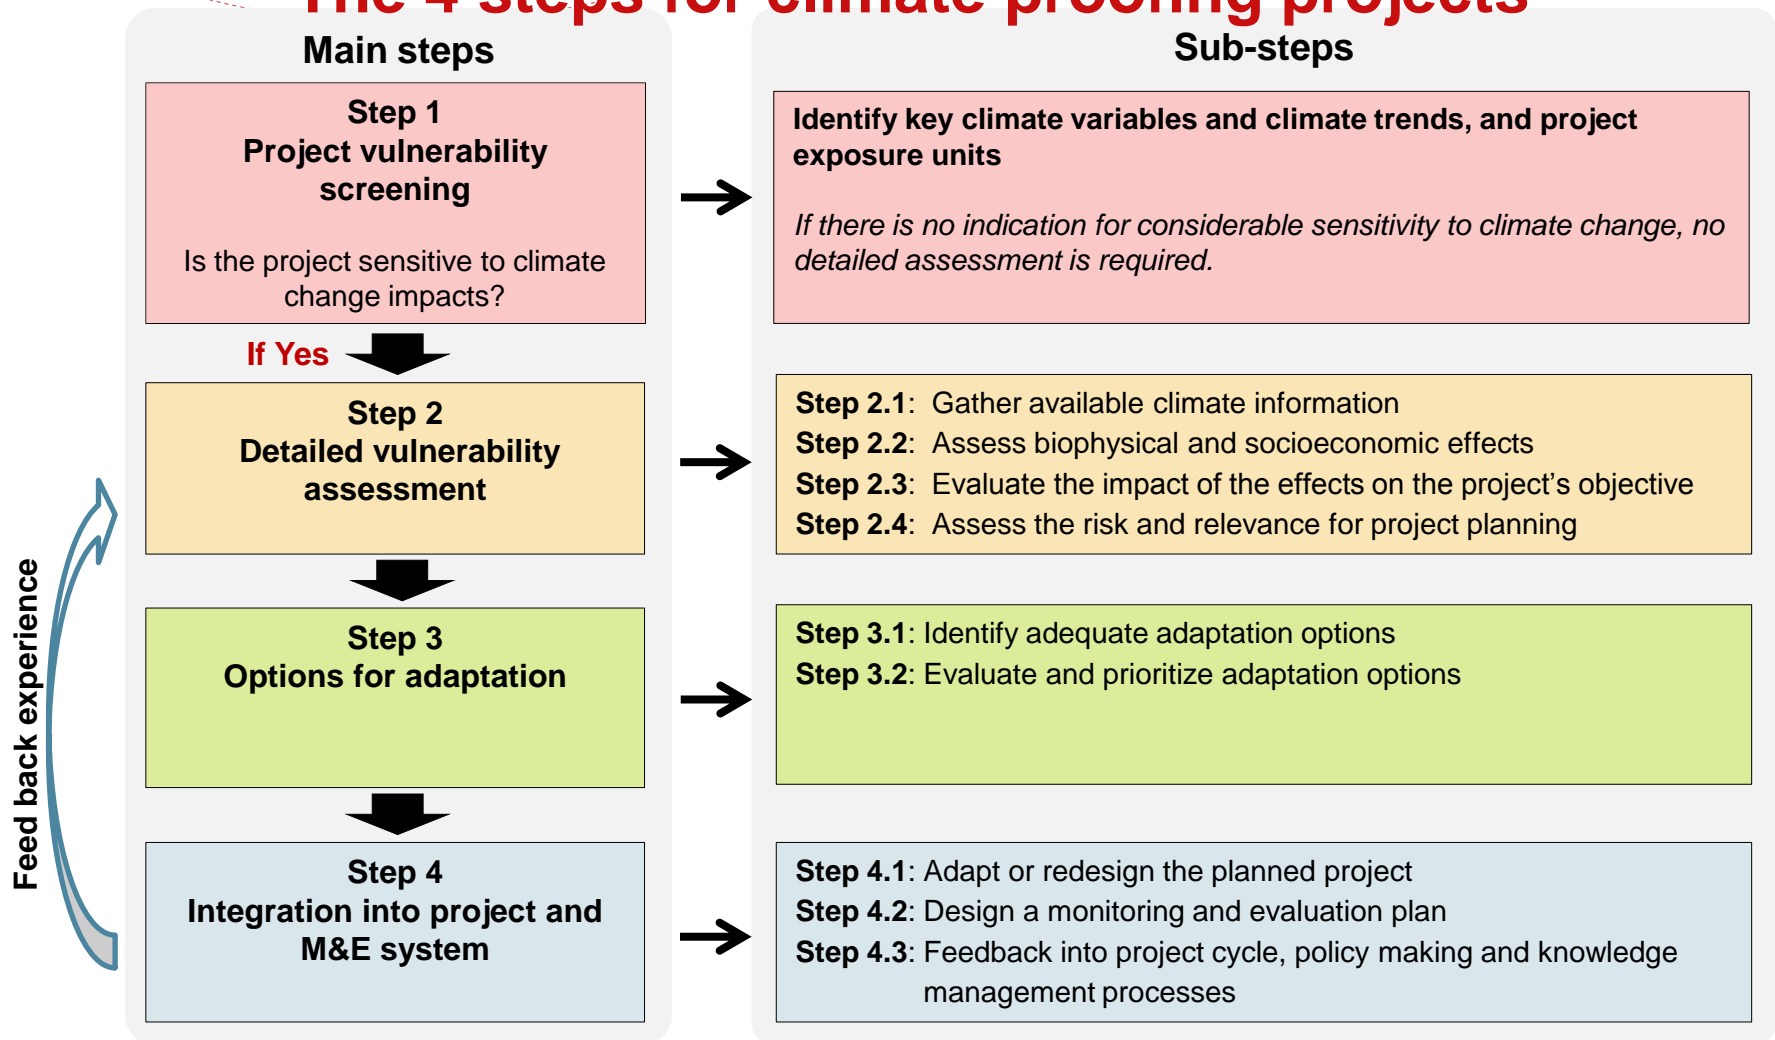 The 4 steps for climate proofing projects
Main steps
Step 1
Project vulnerability
screening
Is the project sensitive to climate
change impacts?
If Yes
Step 2
Detailed vulnerability
assessment
Step 3
Options for adaptation
Step 4
Integration into project and
M&E system
Feed back experience
Sub-steps
Identify key climate variables and climate trends, and project
exposure units
If there is no indication for considerable sensitivity to climate change, no
detailed assessment is required.
Step 2.1: Gather available climate information
Step 2.2: Assess biophysical and socioeconomic effects
Step 2.3: Evaluate the impact of the effects on the project’s objective
Step 2.4: Assess the risk and relevance for project planning
Step 3.1: Identify adequate adaptation options
Step 3.2: Evaluate and prioritize adaptation options
Step 4.1: Adapt or redesign the planned project
Step 4.2: Design a monitoring and evaluation plan
Step 4.3: Feedback into project cycle, policy making and knowledge
management processes